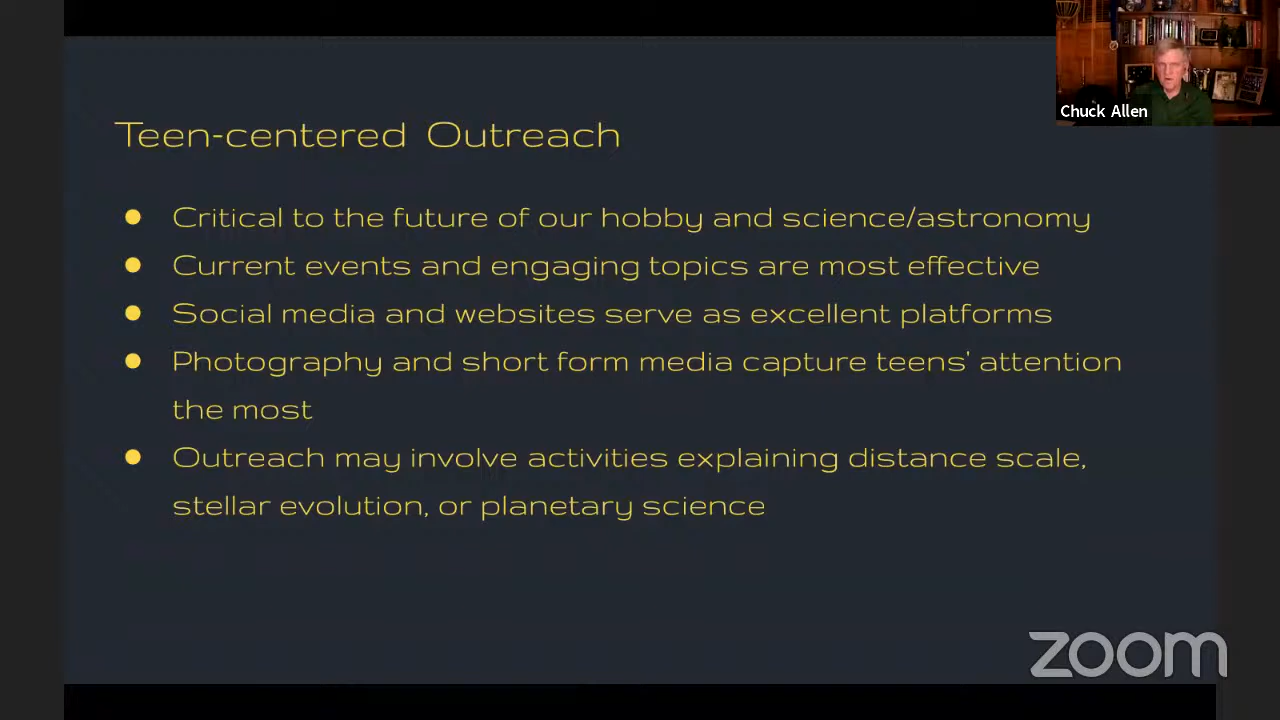 Chuck Allen
Teen-centered Outreach
Critical to the future of our hobby and science/astronomy
Current events and engaging topics are most effective
Social media and websites serve as excellent platforms
Photography and short form media capture teens' attention
the most
Outreach may involve activities explaining distance scale,
stellar evolution, or planetary science
zoom